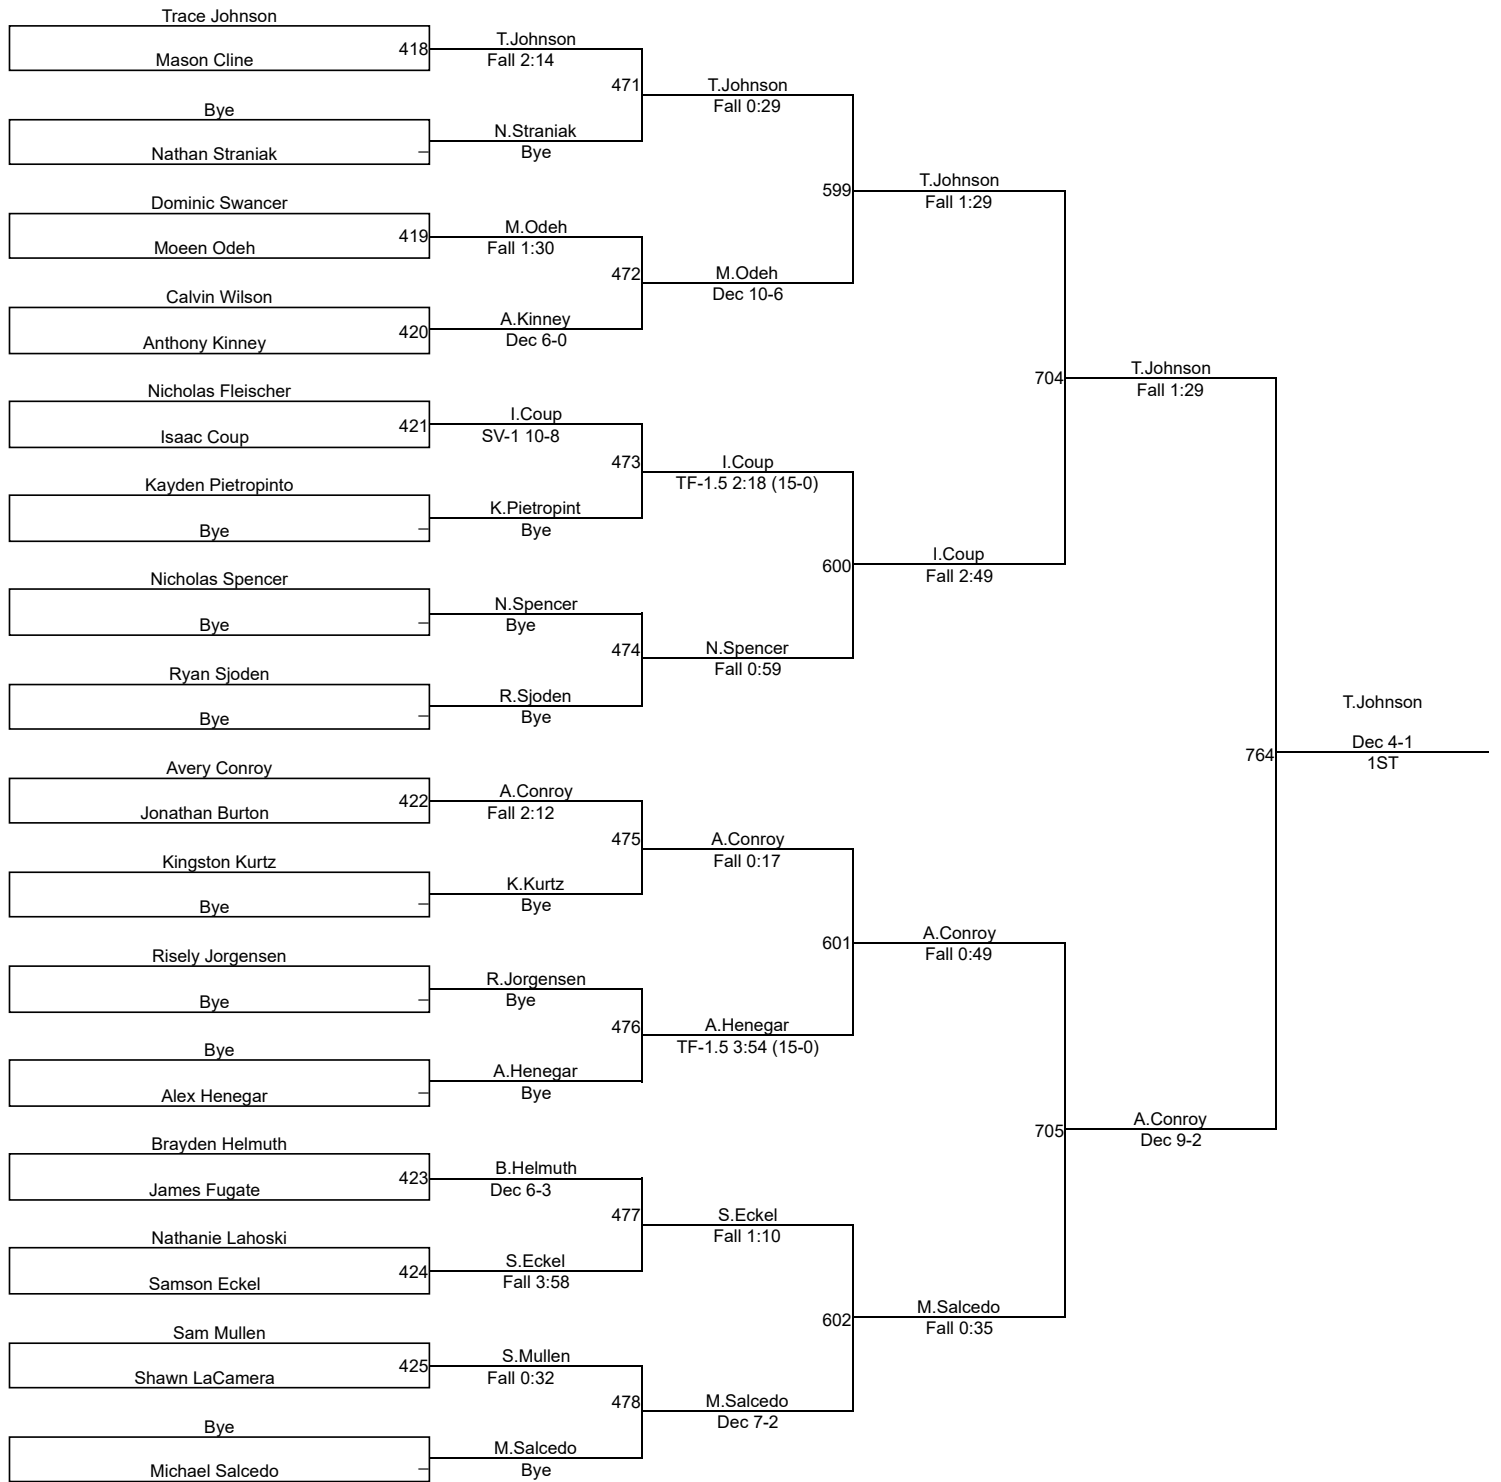 Trace Johnson
418
Mason Cline
Bye
Nathan Straniak
Dominic Swancer
419
Moeen Odeh
Calvin Wilson
420
Anthony Kinney
Nicholas Fleischer
421
Isaac Coup
Kayden Pietropinto
Bye
Nicholas Spencer
Bye
Ryan Sjoden
Bye
Avery Conroy
422
Jonathan Burton
Kingston Kurtz
Bye
Risely Jorgensen
Bye
Bye
Alex Henegar
Brayden Helmuth
423
James Fugate
Nathanie Lahoski
424
Samson Eckel
Sam Mullen
425
Shawn LaCamera
Bye
Michael Salcedo
T.Johnson
Fall 2:14
471
N.Straniak
Bye
M.Odeh
Fall 1:30
472
A.Kinney
Dec 6-0
I.Coup
SV-1 10-8
473
K.Pietropint
Bye
N.Spencer
Bye
474
R.Sjoden
Bye
A.Conroy
Fall 2:12
475
K.Kurtz
Bye
R.Jorgensen
Bye
476
A.Henegar
Bye
B.Helmuth
Dec 6-3
477
S.Eckel
Fall 3:58
S.Mullen
Fall 0:32
478
M.Salcedo
Bye
T.Johnson
Fall 0:29
599
M.Odeh
Dec 10-6
I.Coup
TF-1.5 2:18 (15-0)
600
N.Spencer
Fall 0:59
A.Conroy
Fall 0:17
601
A.Henegar
TF-1.5 3:54 (15-0)
S.Eckel
Fall 1:10
602
M.Salcedo
Dec 7-2
T.Johnson
Fall 1:29
704
I.Coup
Fall 2:49
A.Conroy
Fall 0:49
705
M.Salcedo
Fall 0:35
T.Johnson
Fall 1:29
764
A.Conroy
Dec 9-2
T.Johnson
Dec 4-1
1ST